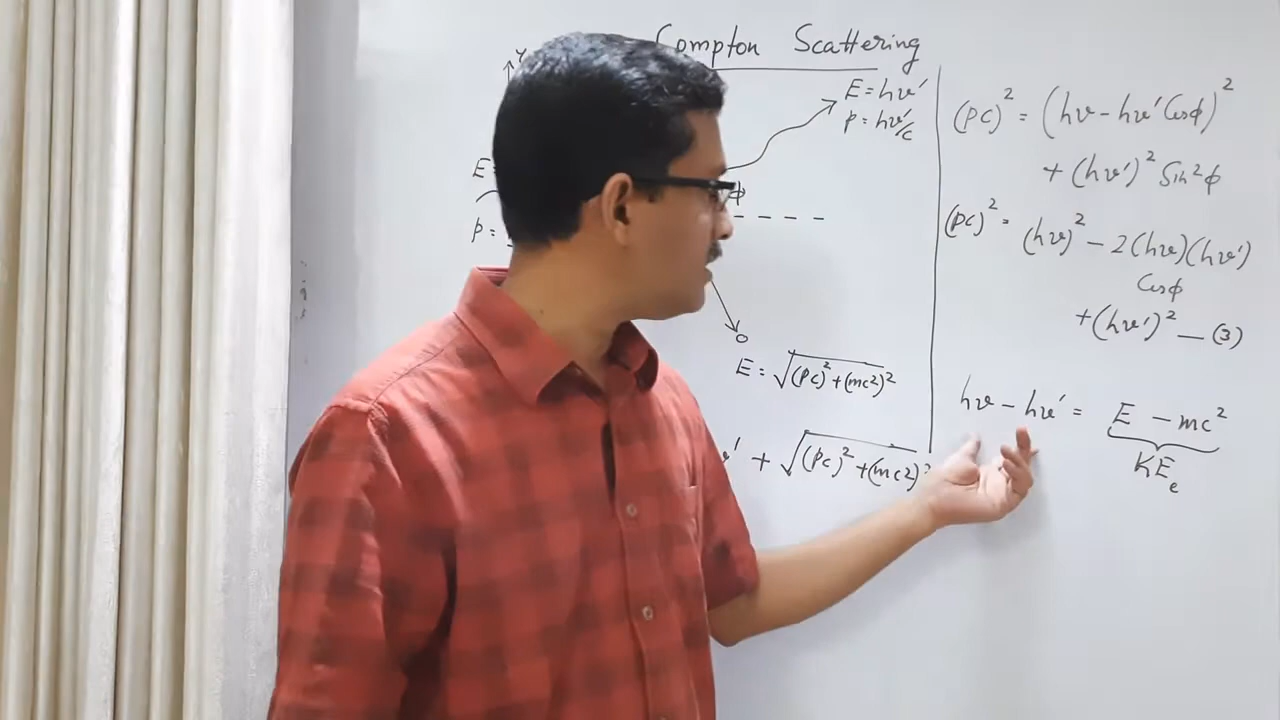 Compton Scattering
Y
E = hν'
p = hν'/c
E
ϕ
p =
E = √(pc)² + (mc²)²
ν' + √(pc)² + (mc²)²
(pc)² = (hν - hν' Cosϕ)²
+ (hν')² Sin²ϕ
(pc)² = (hν)² - 2(hν)(hν')
Cosϕ
+ (hν')² — (3)
hν - hν' = E - mc²
KEₑ